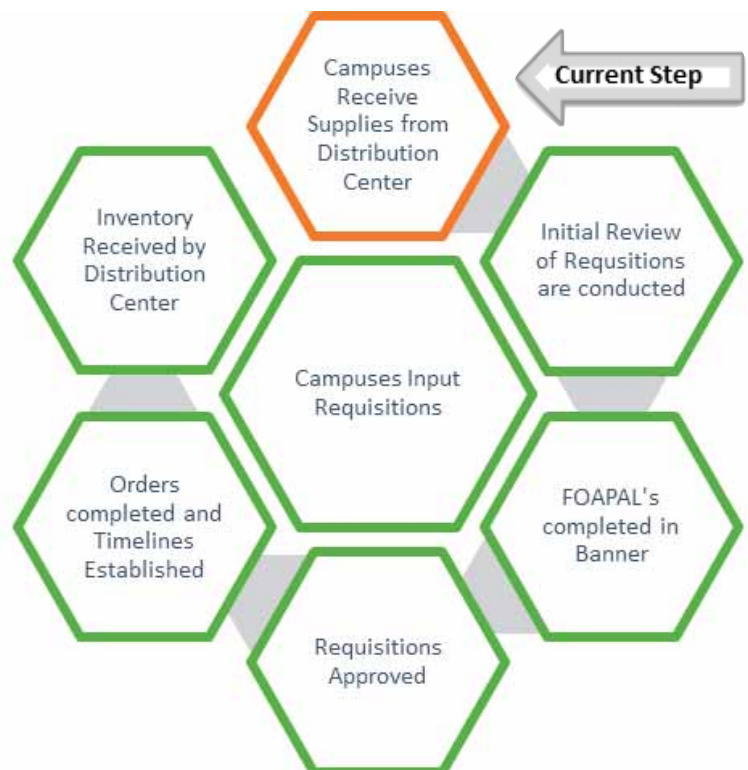 Campuses
Receive
Supplies from
Distribution
Center
Current Step
Inventory
Received by
Distribution
Center
Initial Review
of Requsitions
are conducted
Campuses Input
Requisitions
Orders
completed and
Timelines
Established
FOAPAL's
completed in
Banner
Requisitions
Approved